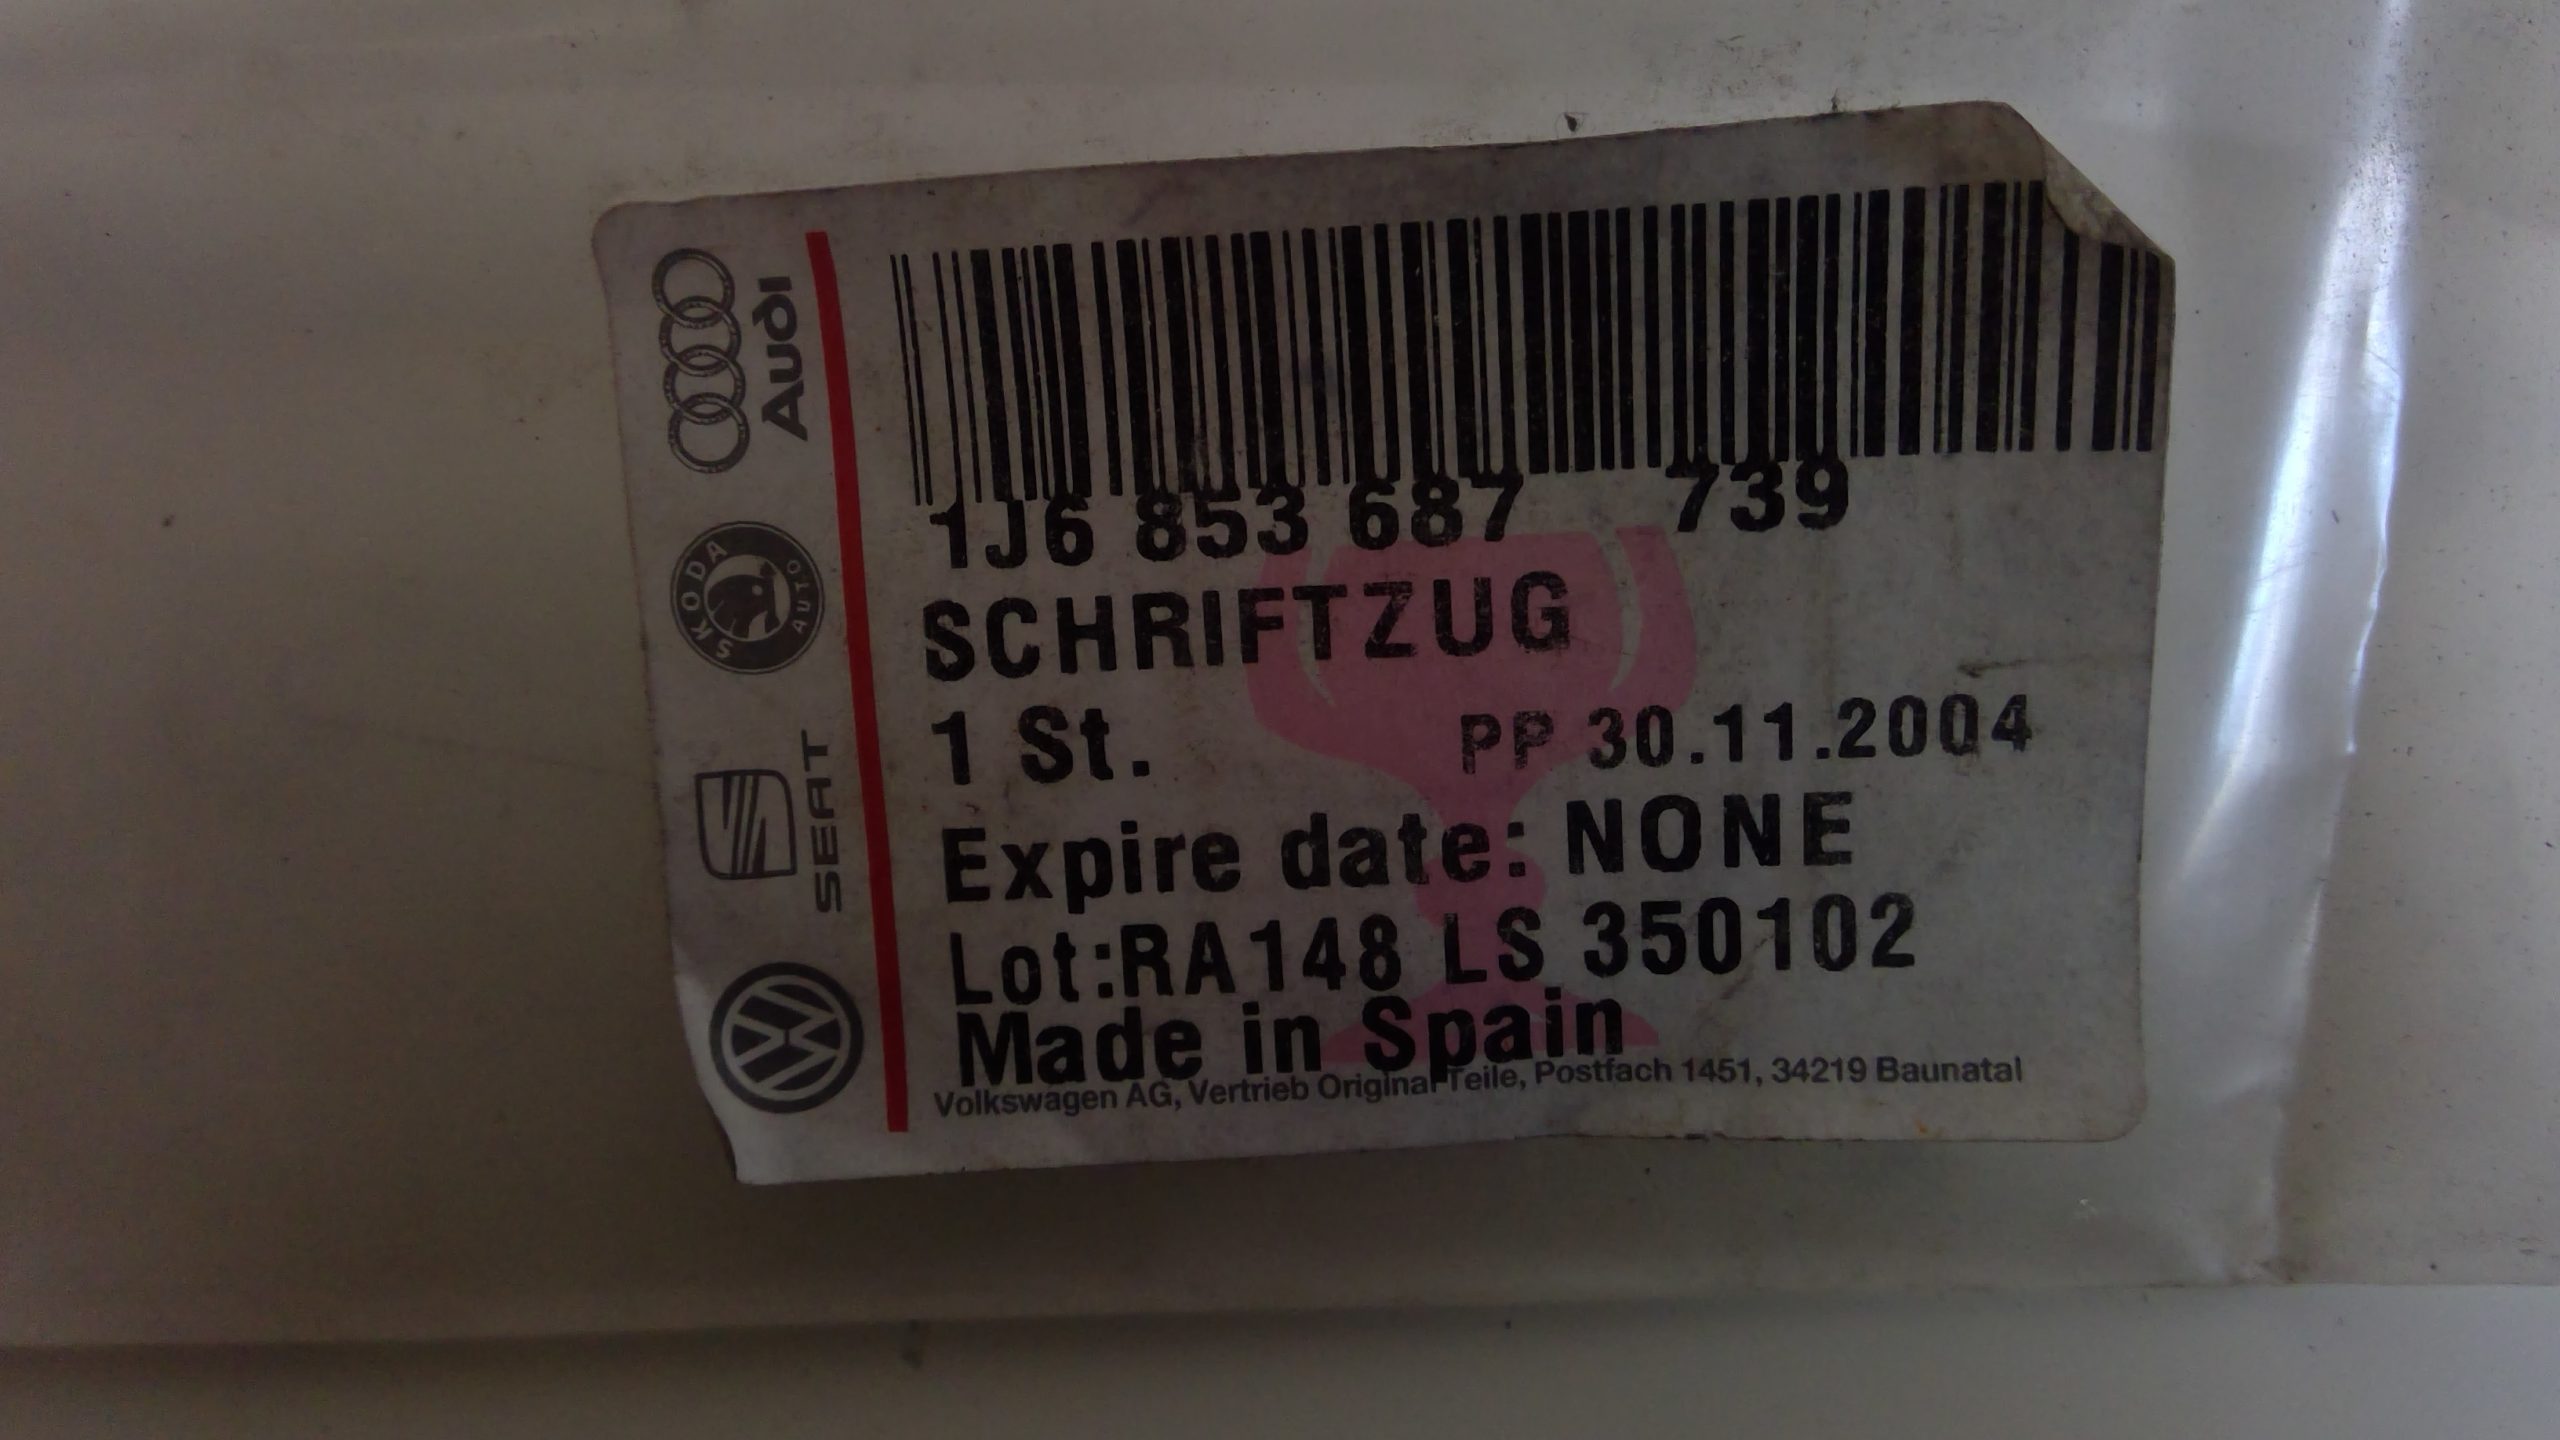 Audi
SKODA AUTO
SEAT
1J6 853 687 739
SCHRIFTZUG
1 St. PP 30.11.2004
Expire date: NONE
Lot:RA148 LS 350102
Made in Spain
Volkswagen AG, Vertrieb Original Teile, Postfach 1451, 34219 Baunatal